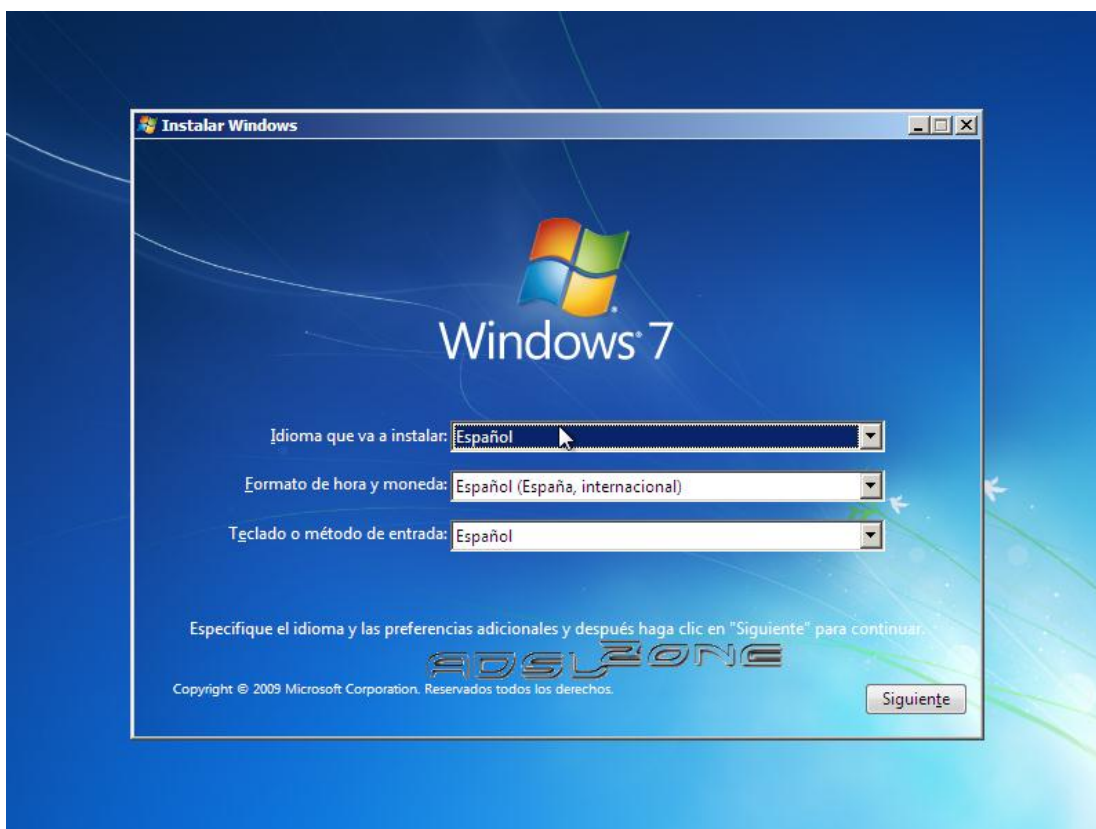 Instalar Windows
Windows 7
Idioma que va a instalar: Español
Formato de hora y moneda: Español (España, internacional)
Teclado o método de entrada: Español
Especifique el idioma y las preferencias adicionales y después haga clic en "Siguiente" para continuar.
ADSLZONE
Copyright © 2009 Microsoft Corporation. Reservados todos los derechos.
Siguiente